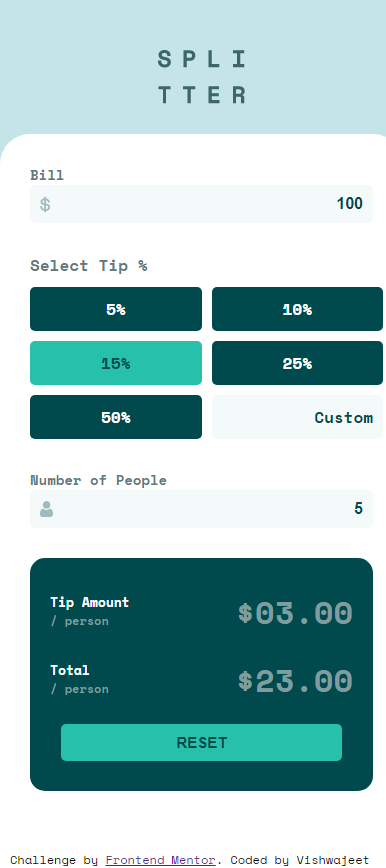 SPLI
TTER
Bill
$ 100
Select Tip %
5% 10%
15% 25%
50% Custom
Number of People
5
Tip Amount
/ person
$03.00
Total
/ person
$23.00
RESET
Challenge by Frontend Mentor. Coded by Vishwajeet